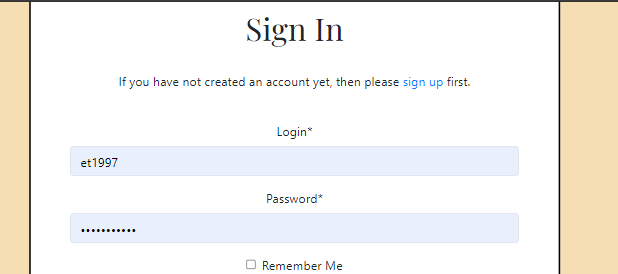 Sign In
If you have not created an account yet, then please sign up first.
Login*
et1997
Password*
•••••••••••
Remember Me